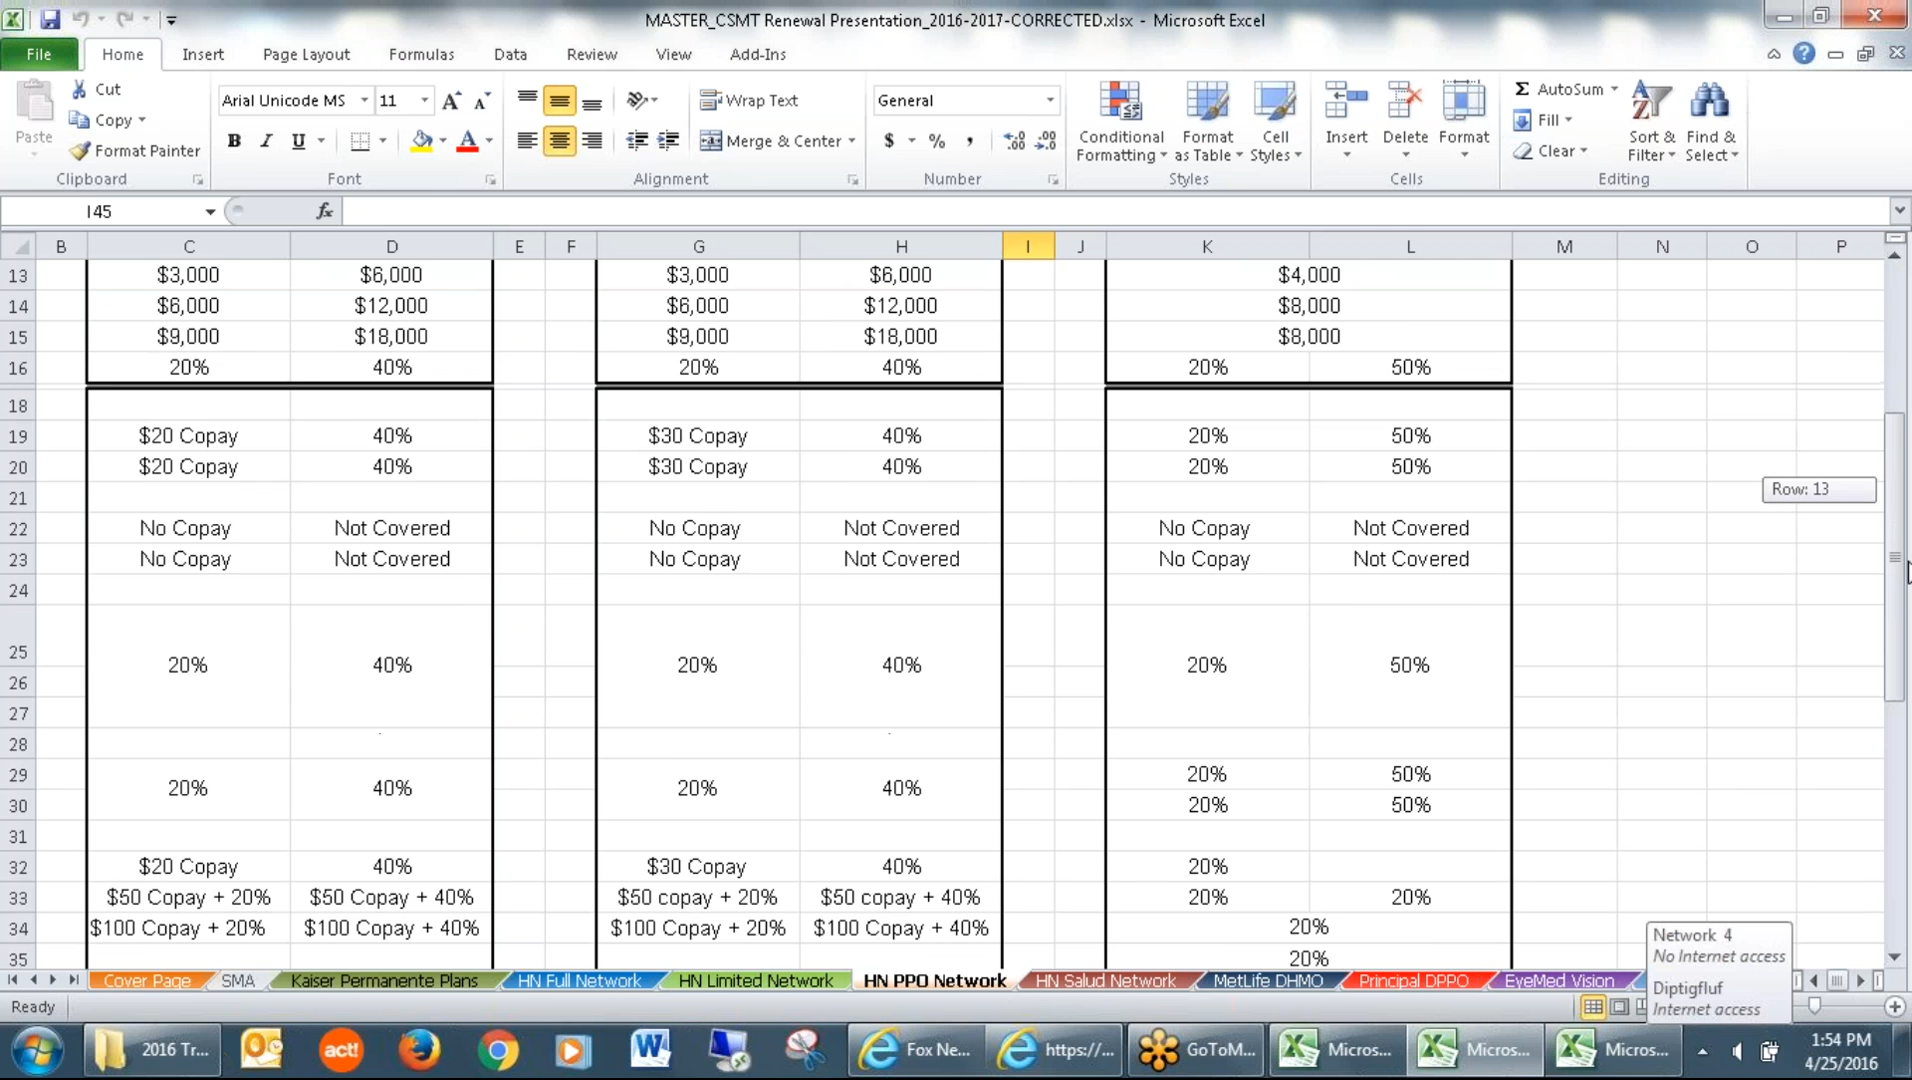 MASTER_CSMT Renewal Presentation_2016-2017-CORRECTED.xlsx - Microsoft Excel
File Home Insert Page Layout Formulas Data Review View Add-Ins
Paste Cut Copy Format Painter Clipboard
Arial Unicode MS 11 B I U Font
Wrap Text Merge & Center Alignment
General $ % , Number
Conditional Formatting Format as Table Cell Styles Styles
Insert Delete Format Cells
Σ AutoSum Fill Clear Sort & Filter Find & Select Editing
I45 fx
B C D E F G H I J K L M N O P
13 $3,000 $6,000 $3,000 $6,000 $4,000
14 $6,000 $12,000 $6,000 $12,000 $8,000
15 $9,000 $18,000 $9,000 $18,000 $8,000
16 20% 40% 20% 40% 20% 50%
18
19 $20 Copay 40% $30 Copay 40% 20% 50%
20 $20 Copay 40% $30 Copay 40% 20% 50%
21 Row: 13
22 No Copay Not Covered No Copay Not Covered No Copay Not Covered
23 No Copay Not Covered No Copay Not Covered No Copay Not Covered
24
25 20% 40% 20% 40% 20% 50%
26
27
28
29 20% 40% 20% 40% 20% 50%
30 20% 50%
31
32 $20 Copay 40% $30 Copay 40% 20%
33 $50 Copay + 20% $50 Copay + 40% $50 copay + 20% $50 copay + 40% 20% 20%
34 $100 Copay + 20% $100 Copay + 40% $100 Copay + 20% $100 Copay + 40% 20%
35 20%
Network 4
No Internet access
Diptigfluf
Internet access
Cover Page SMA Kaiser Permanente Plans HN Full Network HN Limited Network HN PPO Network HN Salud Network MetLife DHMO Principal DPPO EyeMed Vision
Ready
2016 Tr... act! Fox Ne... https://... GoToM... Micros... Micros... Micros... 1:54 PM
4/25/2016